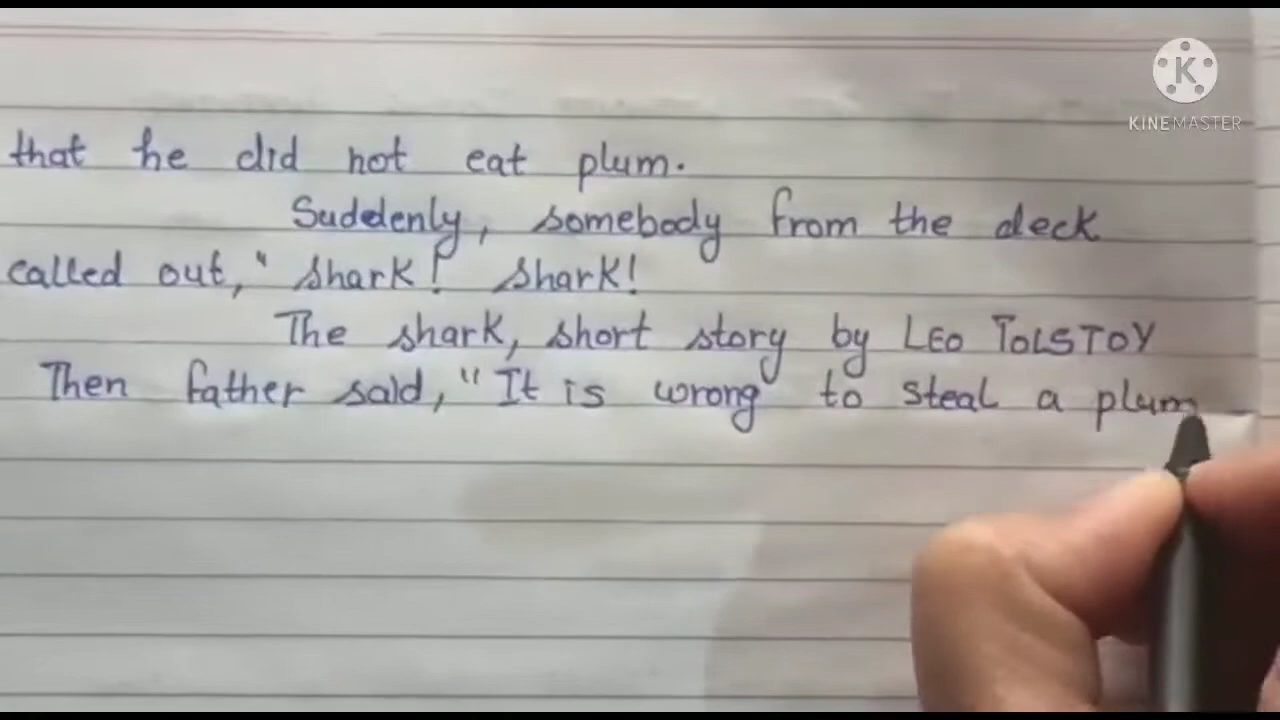 that he did not eat plum.
Suddenly, somebody from the deck
called out, " shark! shark!
The shark, short story by LEO TOLSTOY
Then father said, "It is wrong to steal a plum
K
KINEMASTER